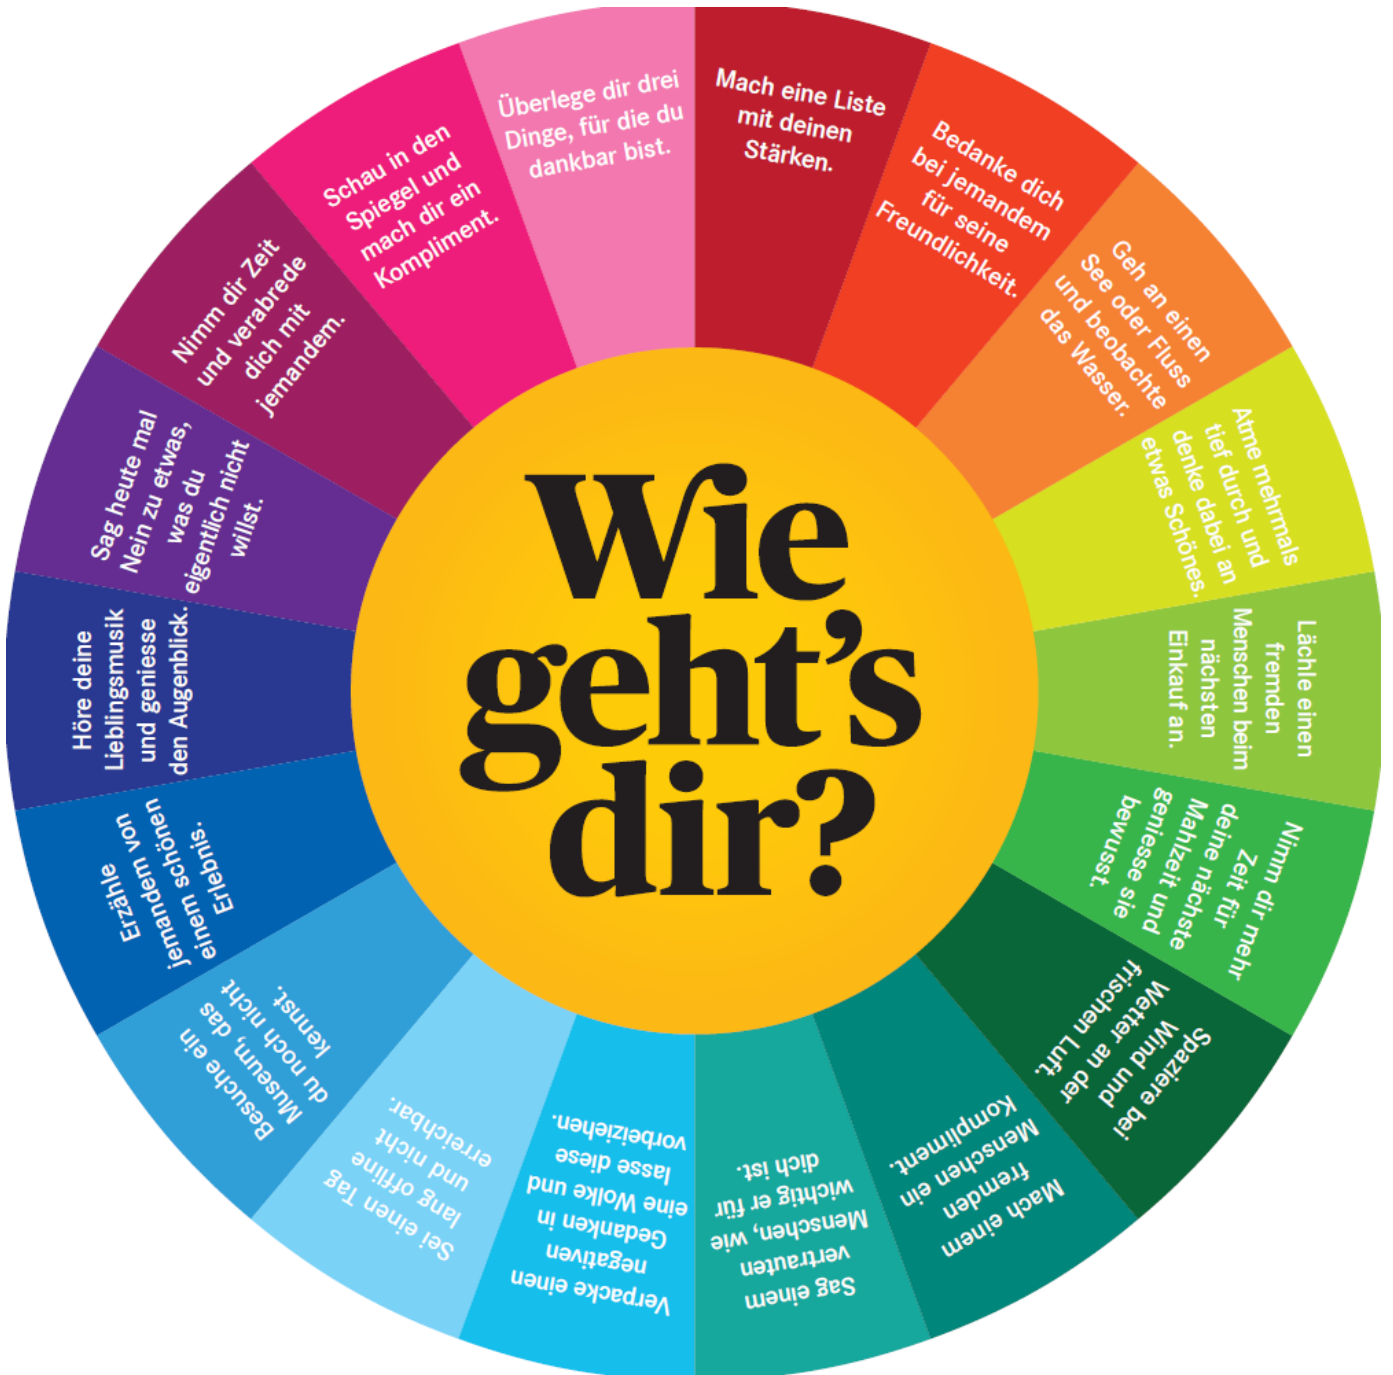 Wie
geht's
dir?
Mach eine Liste
mit deinen
Stärken.
Bedanke dich
bei jemandem
für seine
Freundlichkeit.
Geh an einen
See oder Fluss
und beobachte
das Wasser.
Atme mehrmals
tief durch und
denke dabei an
etwas Schönes.
Lächle einen
fremden
Menschen beim
nächsten
Einkauf an.
Nimm dir mehr
Zeit für
deine nächste
Mahlzeit und
geniesse sie
bewusst.
Spaziere bei
Wind und
Wetter an der
frischen Luft.
Mach einem
fremden
Menschen ein
Kompliment.
Sag einem
vertrauten
Menschen, wie
wichtig er für
dich ist.
Verpacke einen
negativen
Gedanken in
eine Wolke und
lasse diese
vorbeiziehen.
Sei einen Tag
lang offline
und nicht
erreichbar.
Besuche ein
Museum, das
du noch nicht
kennst.
Erzähle
jemandem von
einem schönen
Erlebnis.
Höre deine
Lieblingsmusik
und geniesse
den Augenblick.
Sag heute mal
Nein zu etwas,
was du
eigentlich nicht
willst.
Nimm dir Zeit
und verabrede
dich mit
jemandem.
Schau in den
Spiegel und
mach dir ein
Kompliment.
Überlege dir drei
Dinge, für die du
dankbar bist.